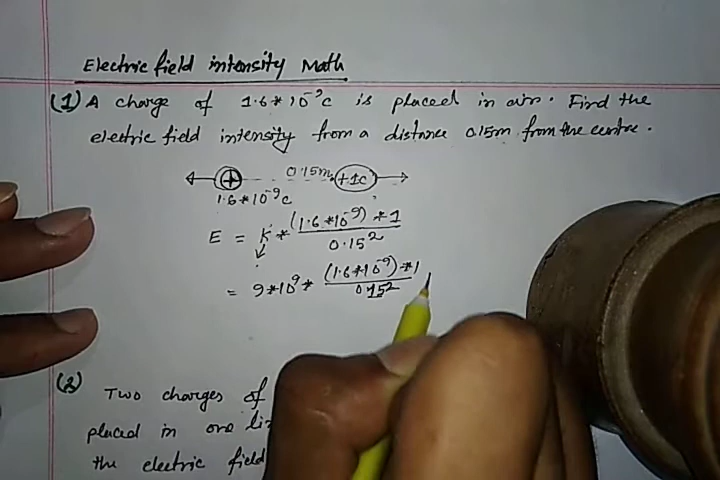 Electric field intensity Math
(1) A charge of 1.6*10⁻⁹c is placed in air. Find the
electric field intensity from a distance 0.15m from the centre.
0.15m +1C
1.6*10⁻⁹c
E = K * (1.6*10⁻⁹) *1 / 0.15²
= 9*10⁹ * (1.6*10⁻⁹) *1 / 0.15²
(2) Two charges of
placed in one
the electric field